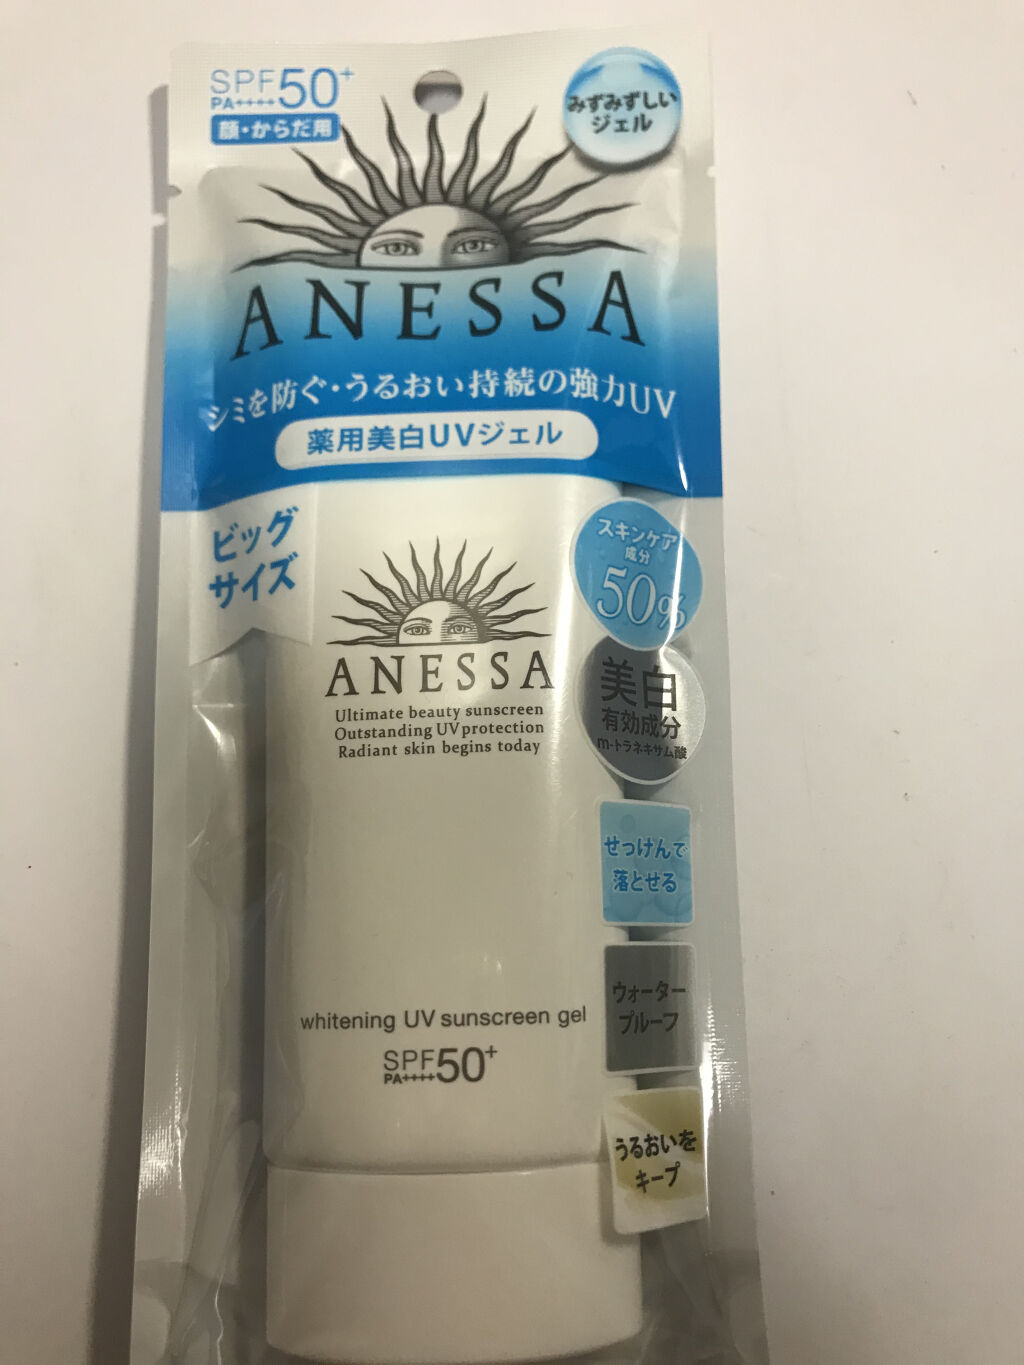 SPF50+
PA++++
顔・からだ用
みずみずしい
ジェル
ANESSA
シミを防ぐ・うるおい持続の強力UV
薬用美白UVジェル
ビッグ
サイズ
スキンケア
成分
50%
ANESSA
Ultimate beauty sunscreen
Outstanding UV protection
Radiant skin begins today
美白
有効成分
m-トラネキサム酸
せっけんで
落とせる
ウォーター
プルーフ
whitening UV sunscreen gel
SPF50+
PA++++
うるおいを
キープ